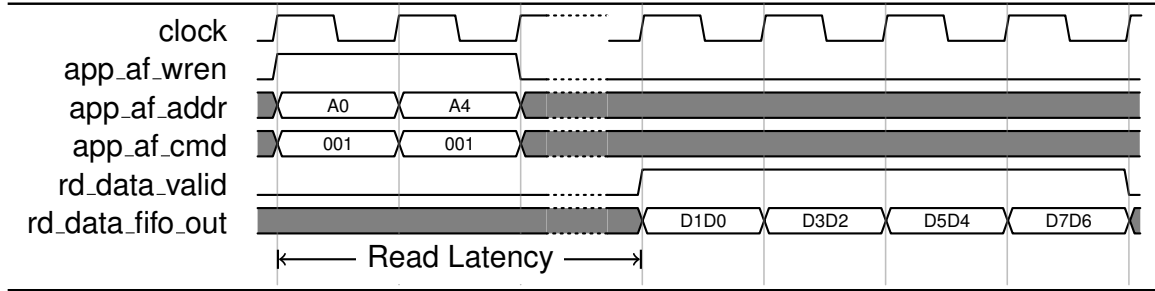 clock
app_af_wren
app_af_addr A0 A4
app_af_cmd 001 001
rd_data_valid
rd_data_fifo_out D1D0 D3D2 D5D4 D7D6
Read Latency